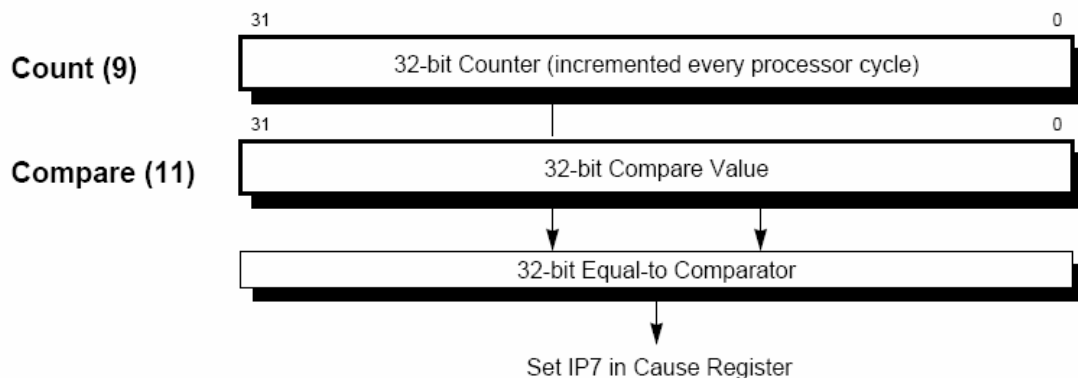 31 0
Count (9)
32-bit Counter (incremented every processor cycle)
31 0
Compare (11)
32-bit Compare Value
32-bit Equal-to Comparator
Set IP7 in Cause Register